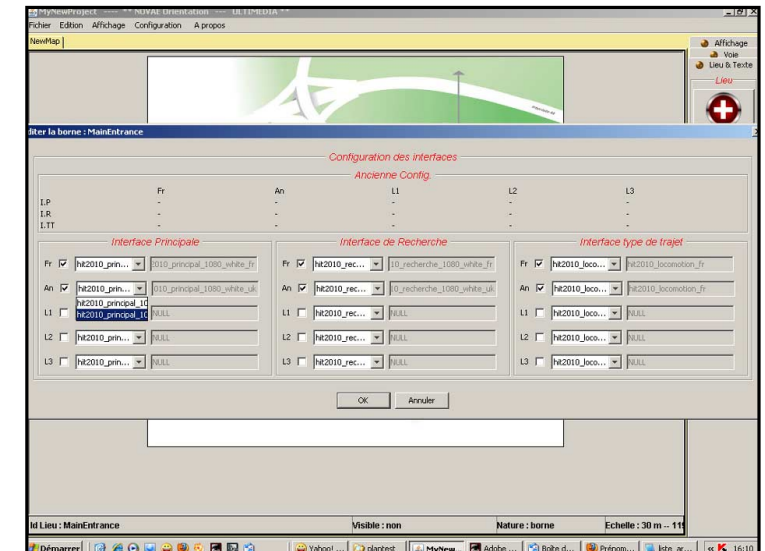 MyNewProject ---- ** NOVAE Orientation --- ULTIMEDIA **
Fichier Edition Affichage Configuration A propos
NewMap
Affichage
Voie
Lieu & Texte
Lieu
diter la borne : MainEntrance
Configuration des interfaces
Ancienne Config.
Fr An L1 L2 L3
I.P - - - - -
I.R - - - - -
I.TT - - - - -
Interface Principale Interface de Recherche Interface type de trajet
Fr hit2010_prin... 2010_principal_1080_white_fr Fr hit2010_rec... 10_recherche_1080_white_fr Fr hit2010_loco... hit2010_locomotion_fr
An hit2010_prin... 010_principal_1080_white_uk An hit2010_rec... 10_recherche_1080_white_uk An hit2010_loco... hit2010_locomotion_fr
hit2010_principal_10
hit2010_principal_10
L1 NULL L1 hit2010_rec... NULL L1 hit2010_loco... NULL
L2 hit2010_prin... NULL L2 hit2010_rec... NULL L2 hit2010_loco... NULL
L3 hit2010_prin... NULL L3 hit2010_rec... NULL L3 hit2010_loco... NULL
OK Annuler
Id Lieu : MainEntrance Visible : non Nature : borne Echelle : 30 m -- 119
Démarrer Yahoo! ... plantest MyNew... Adobe ... Boîte d... Prénom... liste_ar... 16:10